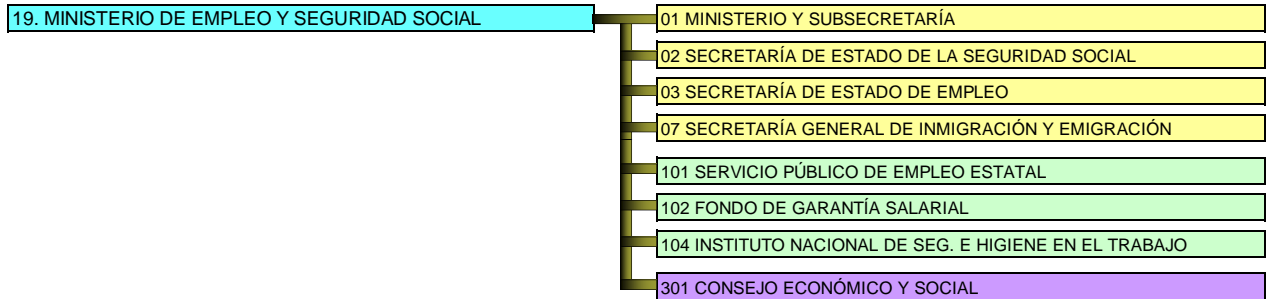 19. MINISTERIO DE EMPLEO Y SEGURIDAD SOCIAL
01 MINISTERIO Y SUBSECRETARÍA
02 SECRETARÍA DE ESTADO DE LA SEGURIDAD SOCIAL
03 SECRETARÍA DE ESTADO DE EMPLEO
07 SECRETARÍA GENERAL DE INMIGRACIÓN Y EMIGRACIÓN
101 SERVICIO PÚBLICO DE EMPLEO ESTATAL
102 FONDO DE GARANTÍA SALARIAL
104 INSTITUTO NACIONAL DE SEG. E HIGIENE EN EL TRABAJO
301 CONSEJO ECONÓMICO Y SOCIAL